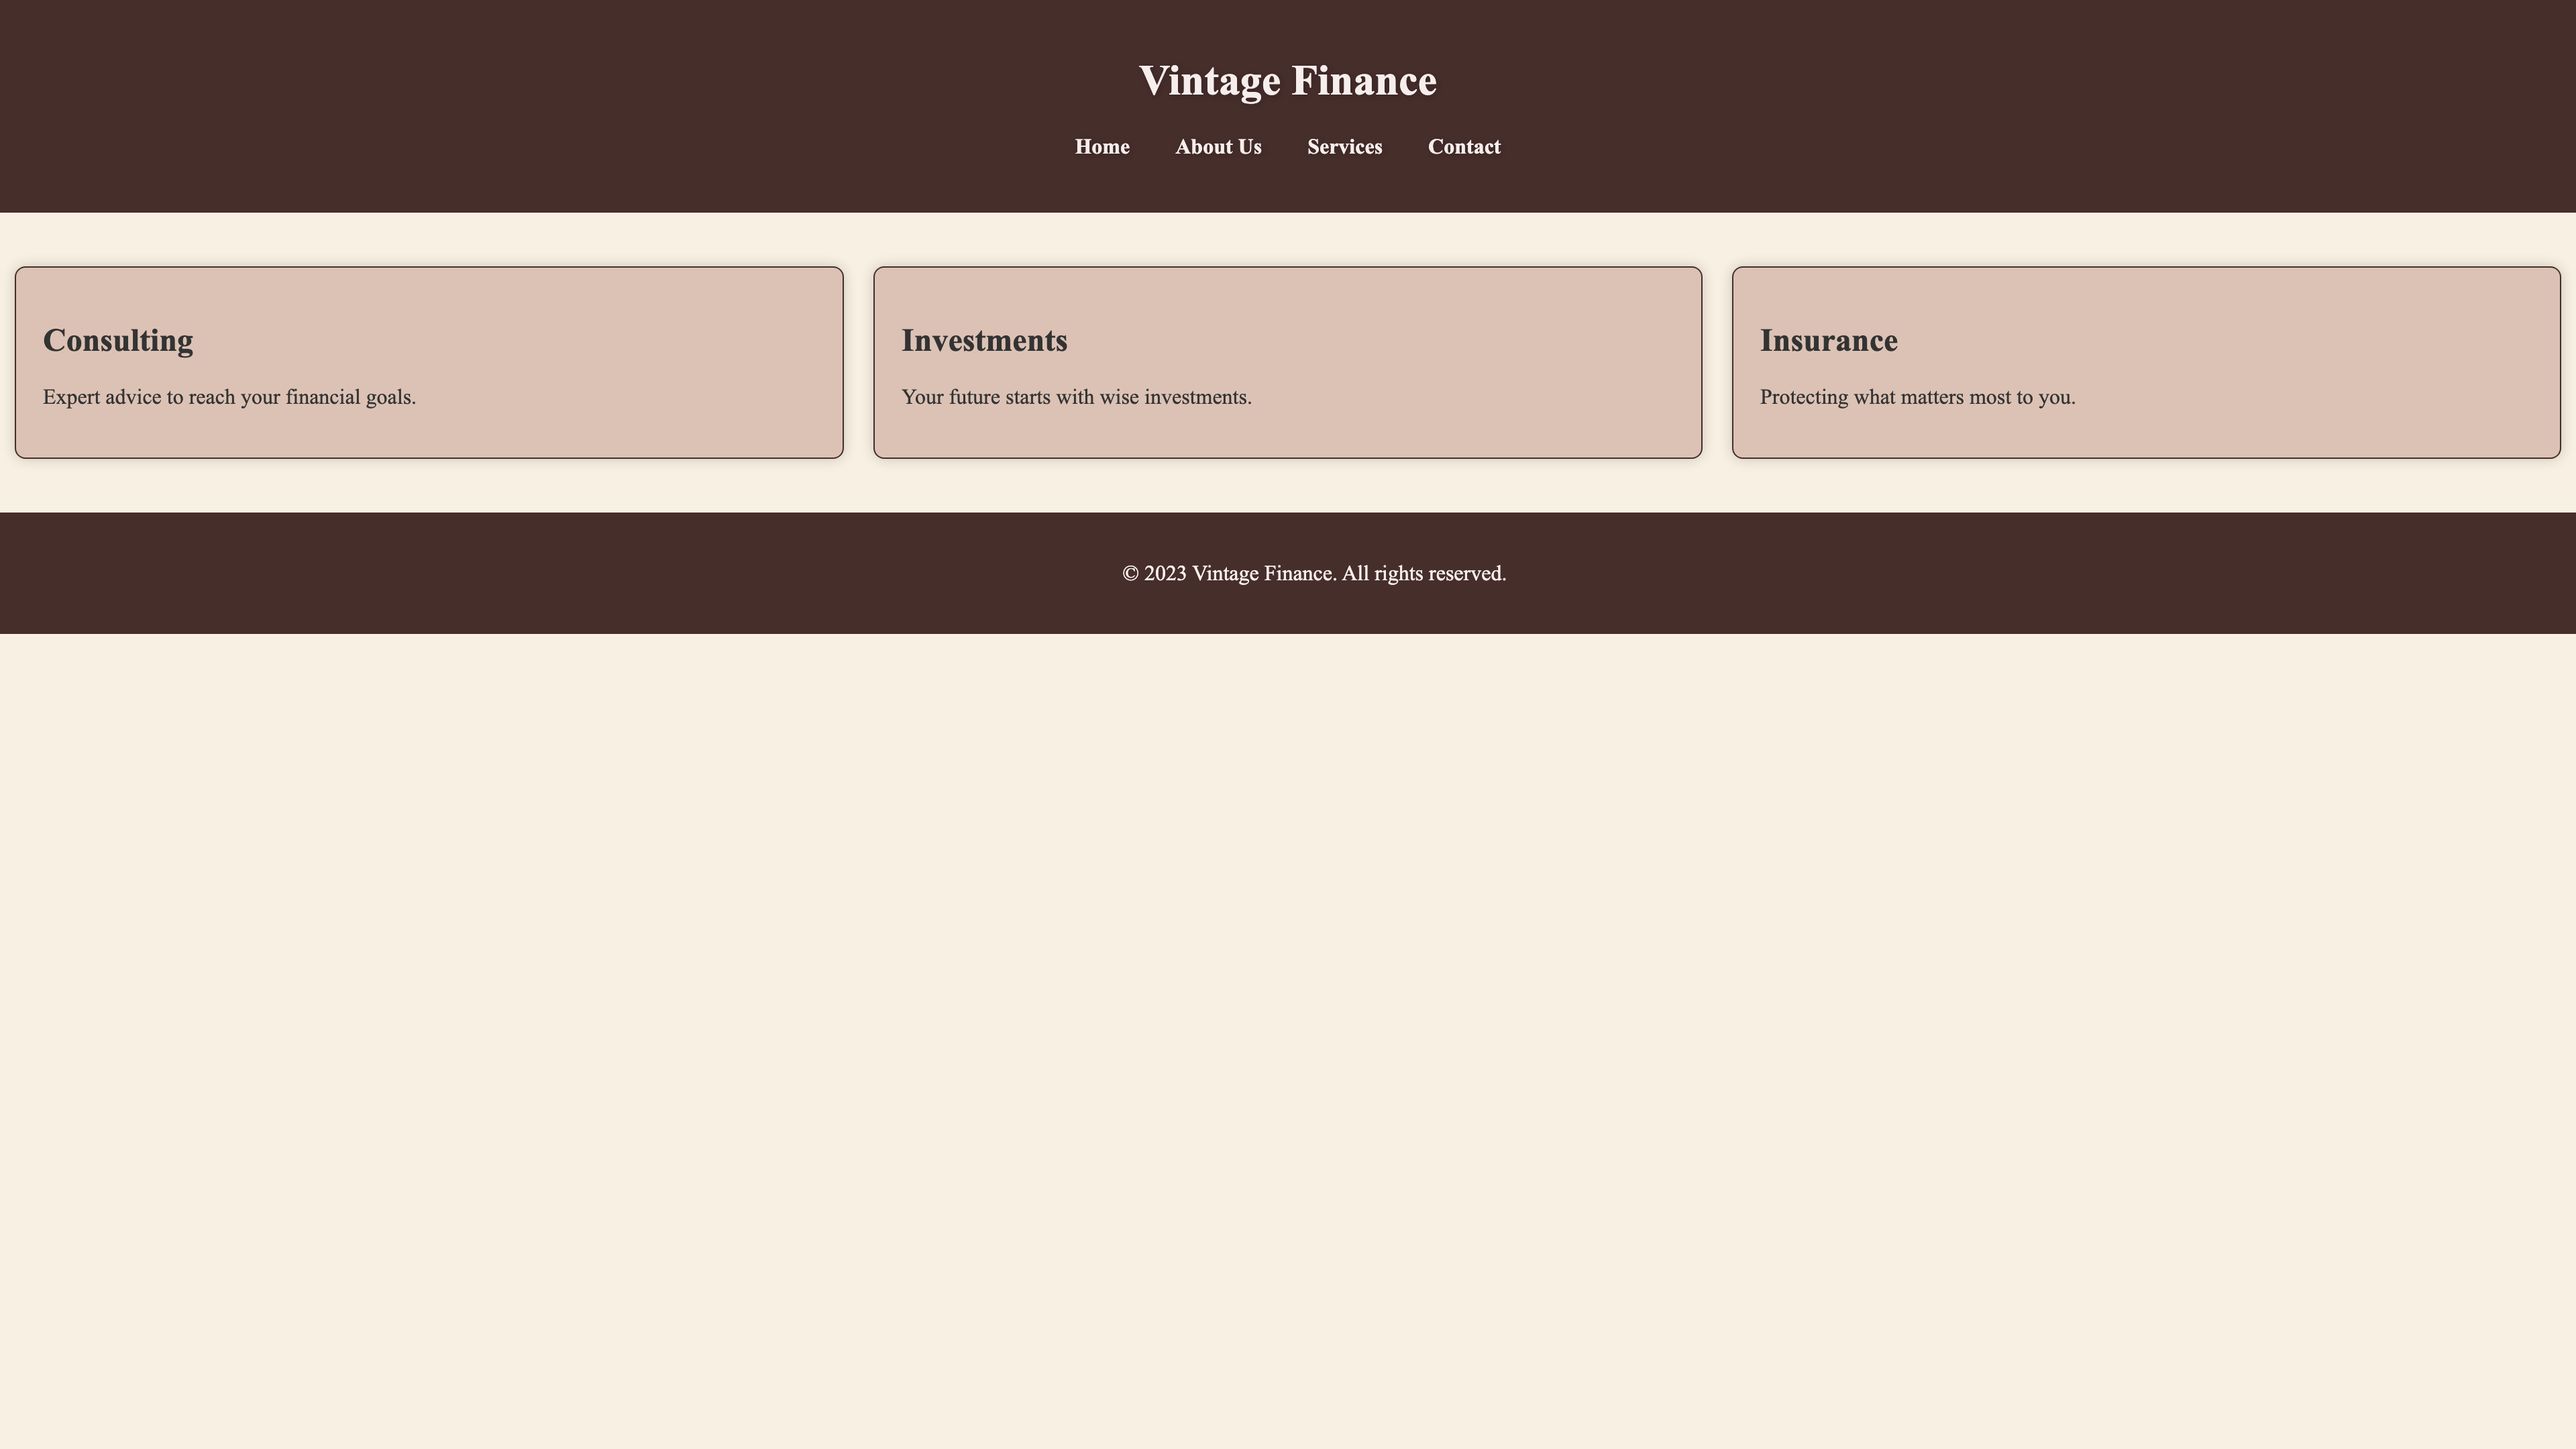 Vintage Finance
Home About Us Services Contact
Consulting
Expert advice to reach your financial goals.
Investments
Your future starts with wise investments.
Insurance
Protecting what matters most to you.
© 2023 Vintage Finance. All rights reserved.